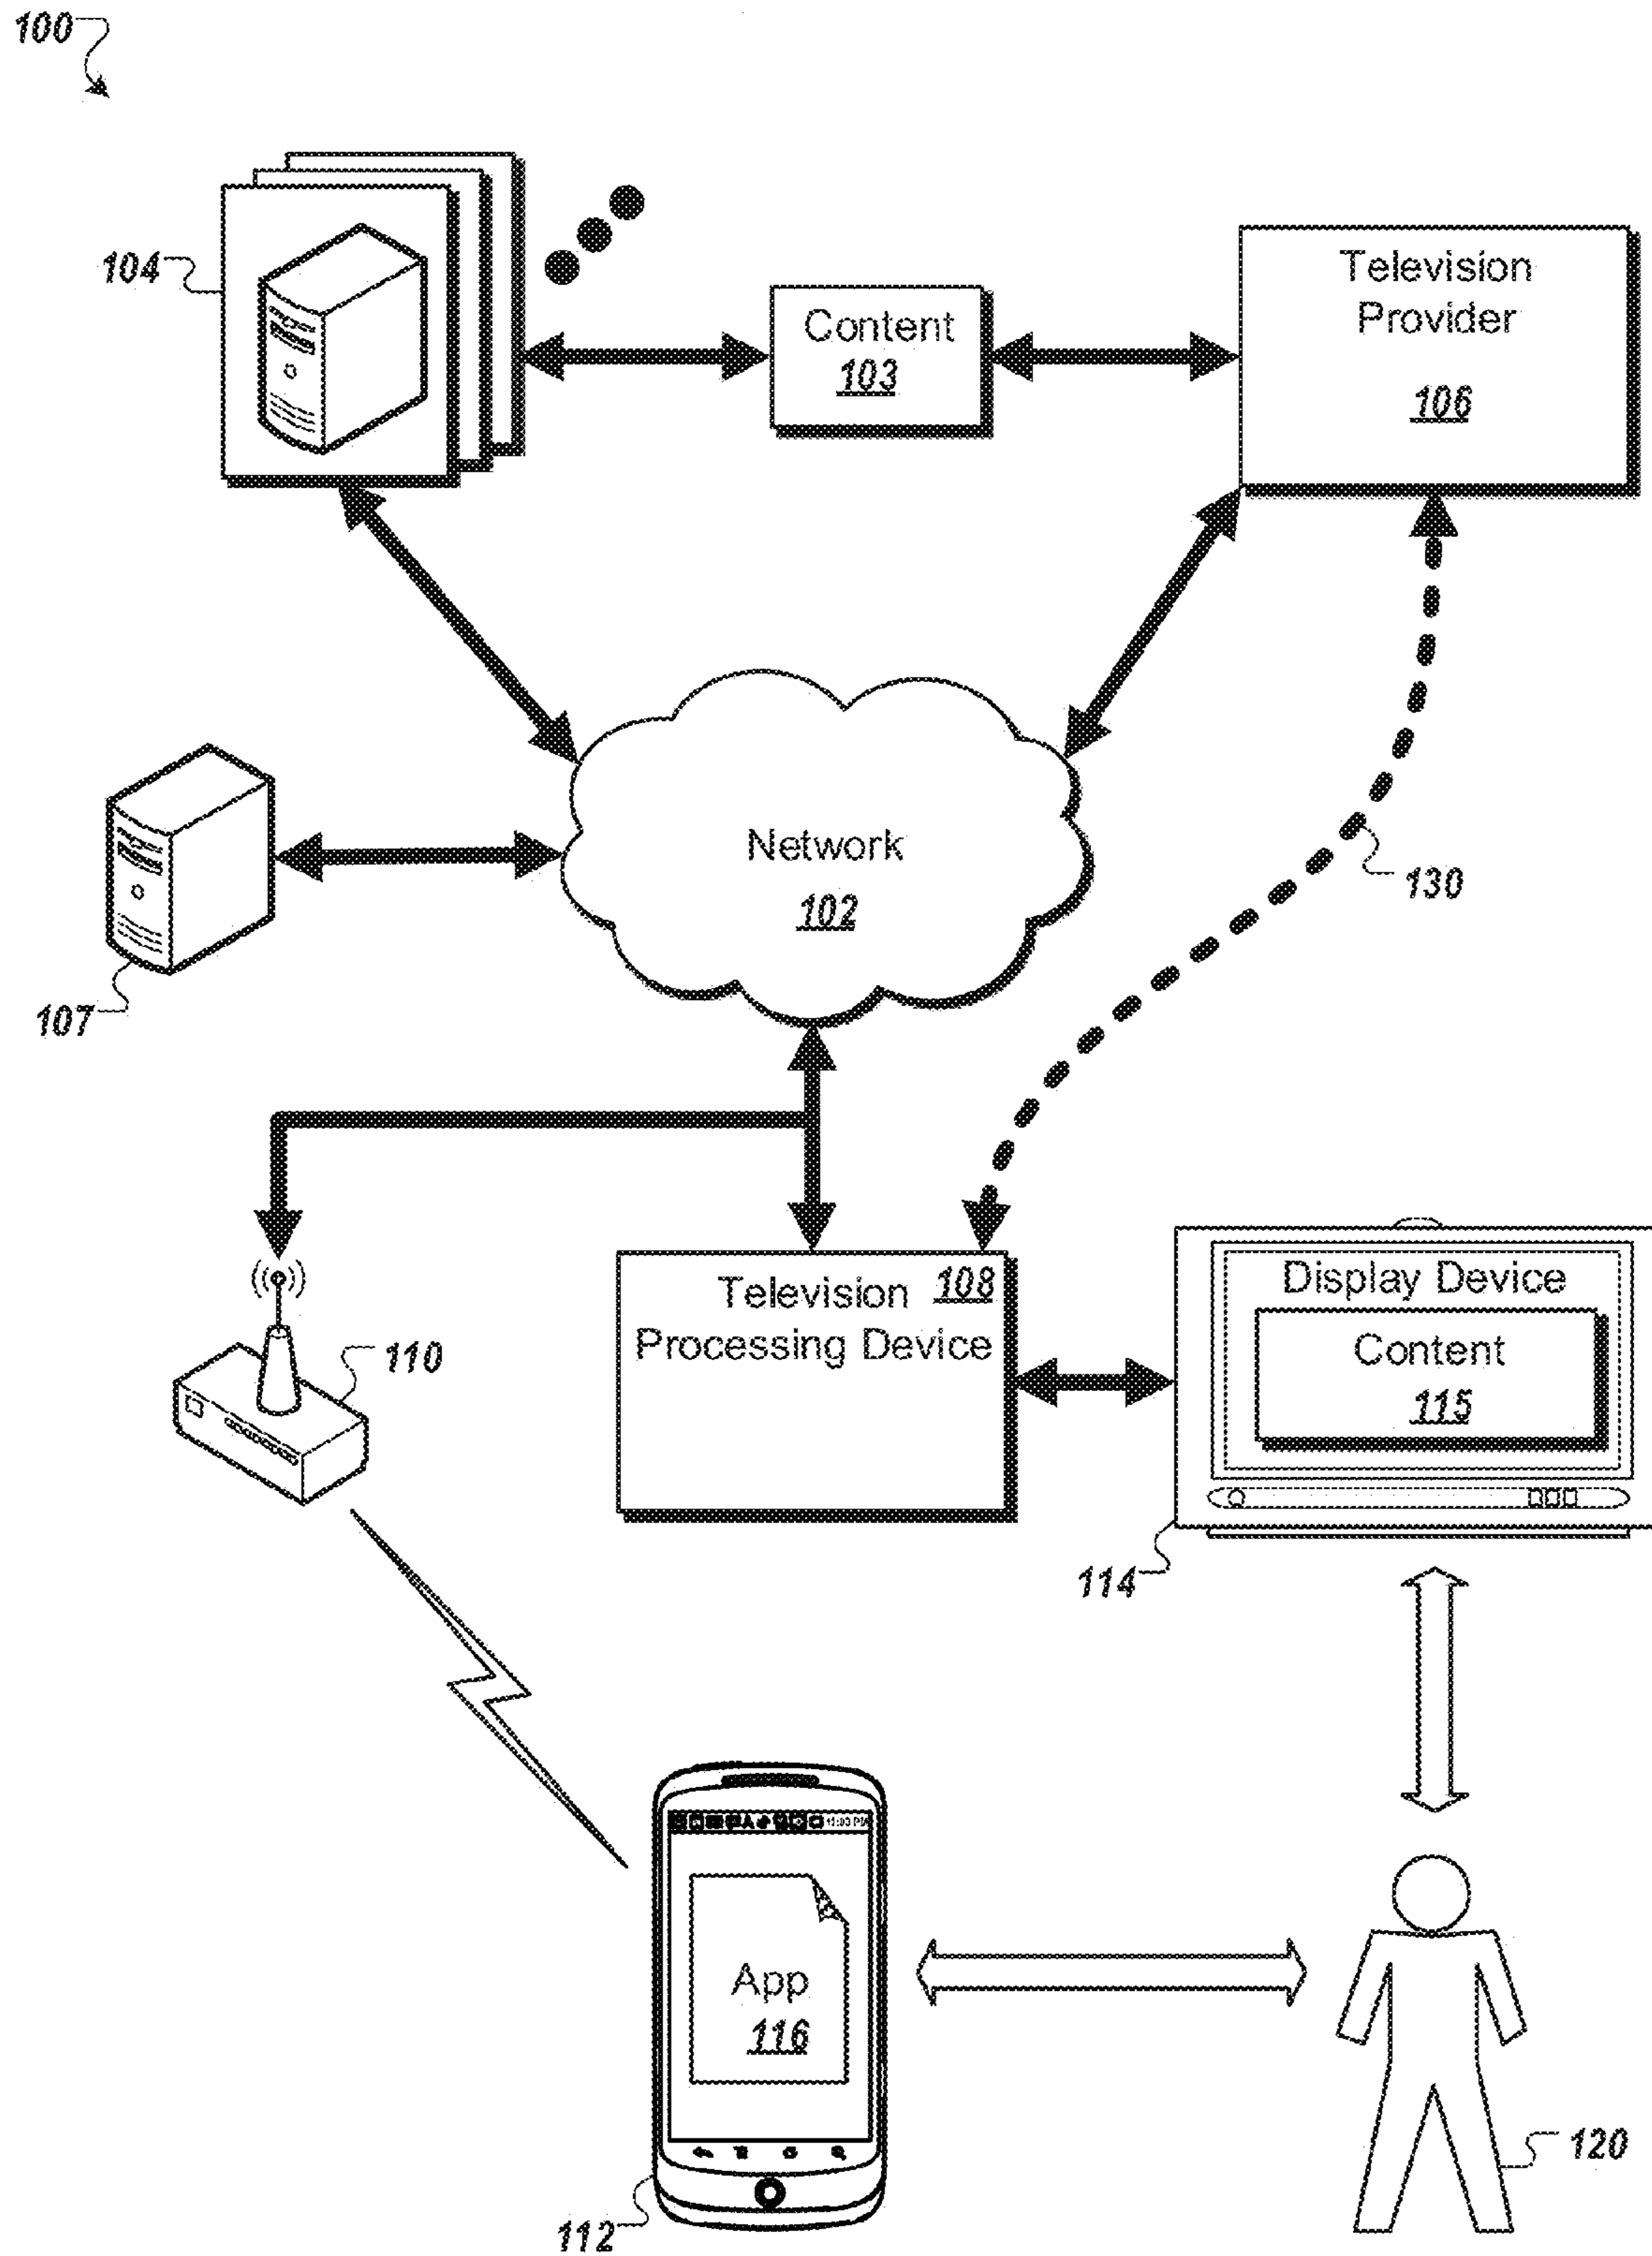 100
104
Content
103
Television
Provider
106
Network
102
107
130
Television 108
Processing Device
Display Device
Content
115
110
114
App
116
120
112